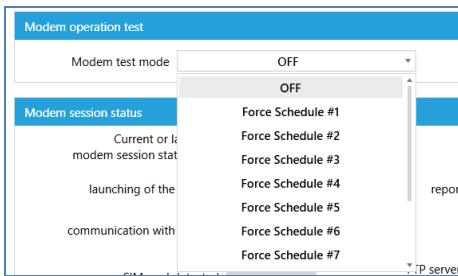 Modem operation test
Modem test mode OFF
OFF
Modem session status Force Schedule #1
Current or la Force Schedule #2
modem session stat Force Schedule #3
launching of the Force Schedule #4 repor
Force Schedule #5
communication with Force Schedule #6
Force Schedule #7
TP server